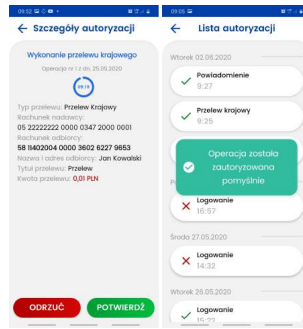 09:52
Szczegóły autoryzacji
Wykonanie przelewu krajowego
Operacja nr 1 z dn. 25.05.2020
Typ przelewu: Przelew Krajowy
Rachunek nadawcy:
05 22222222 0000 0347 2000 0001
Rachunek odbiorcy:
58 11402004 0000 3602 6227 9653
Nazwa i adres odbiorcy: Jan Kowalski
Tytuł przelewu: Przelew
Kwota przelewu: 0,01 PLN
ODRZUĆ
POTWIERDŹ
09:05
Lista autoryzacji
Wtorek 02.06.2020
Powiadomienie
9:27
Przelew krajowy
9:25
Operacja została
zautoryzowana
pomyślnie
Logowanie
16:57
Środa 27.05.2020
Logowanie
14:22
Wtorek 26.05.2020
Logowanie